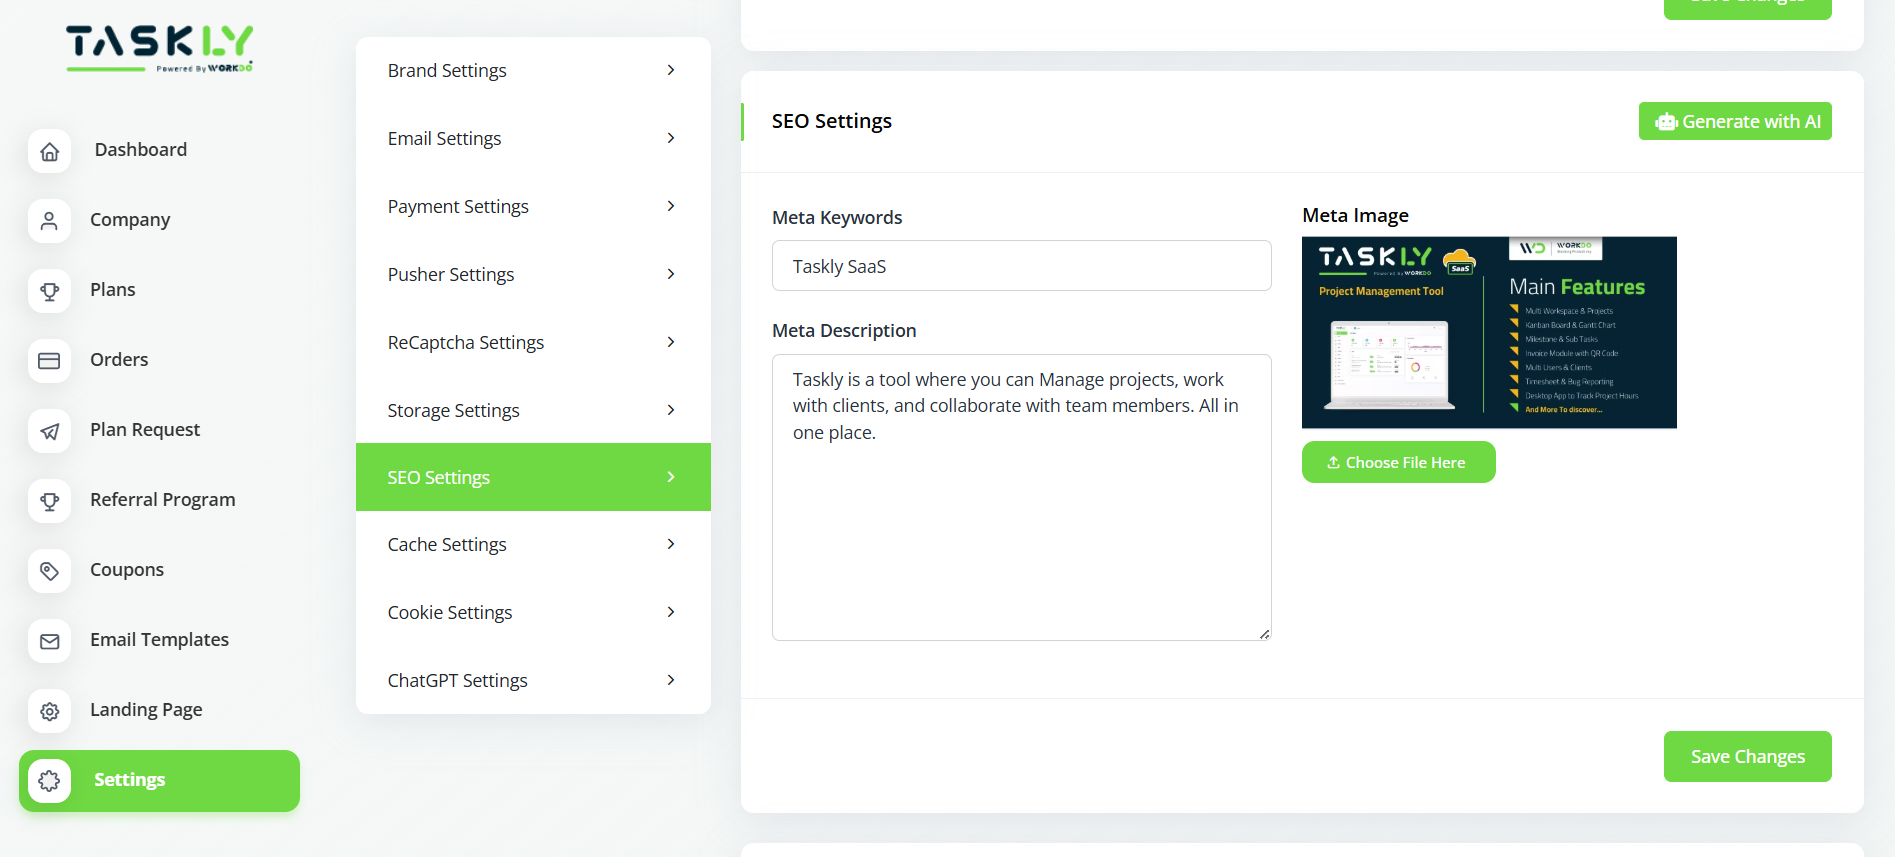 TASKLY
Powered By WORKDO
Dashboard
Company
Plans
Orders
Plan Request
Referral Program
Coupons
Email Templates
Landing Page
Settings
Brand Settings
Email Settings
Payment Settings
Pusher Settings
ReCaptcha Settings
Storage Settings
SEO Settings
Cache Settings
Cookie Settings
ChatGPT Settings
Save Changes
SEO Settings
Generate with AI
Meta Keywords
Taskly SaaS
Meta Description
Taskly is a tool where you can Manage projects, work
with clients, and collaborate with team members. All in
one place.
Meta Image
TASKLY
Powered By WORKDO
SaaS
Project Management Tool
WORKDO
Main Features
Multi Workspace & Projects
Kanban Board & Gantt Chart
Milestone & Sub Tasks
Invoice Module with QR Code
Multi Users & Clients
Timesheet & Bug Reporting
Desktop App to Track Project Hours
And More To discover...
Choose File Here
Save Changes